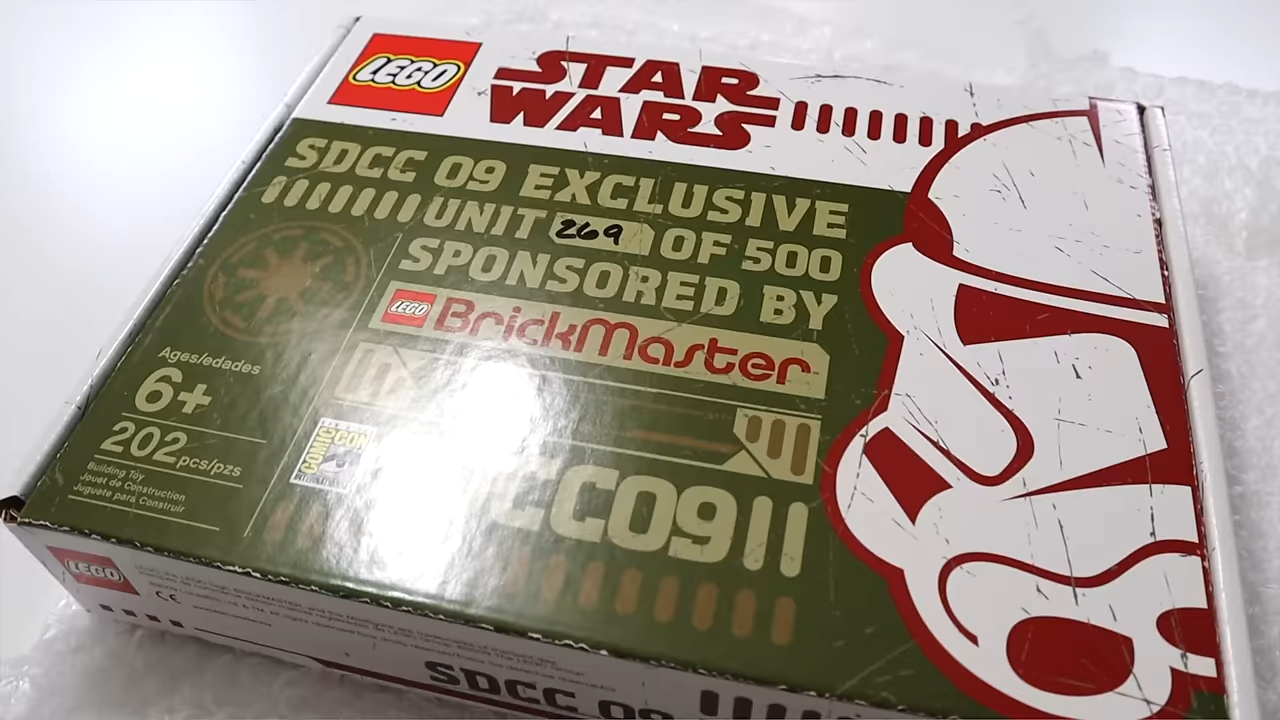 LEGO
STAR
WARS
SDCC 09 EXCLUSIVE
UNIT 269 OF 500
SPONSORED BY
LEGO BrickMaster
Ages/edades
6+
202 pcs/pzs
Building Toy
Jouet de Construction
Juguete para Construir
COMIC CON
CC09
LEGO
CE
SDCC 09